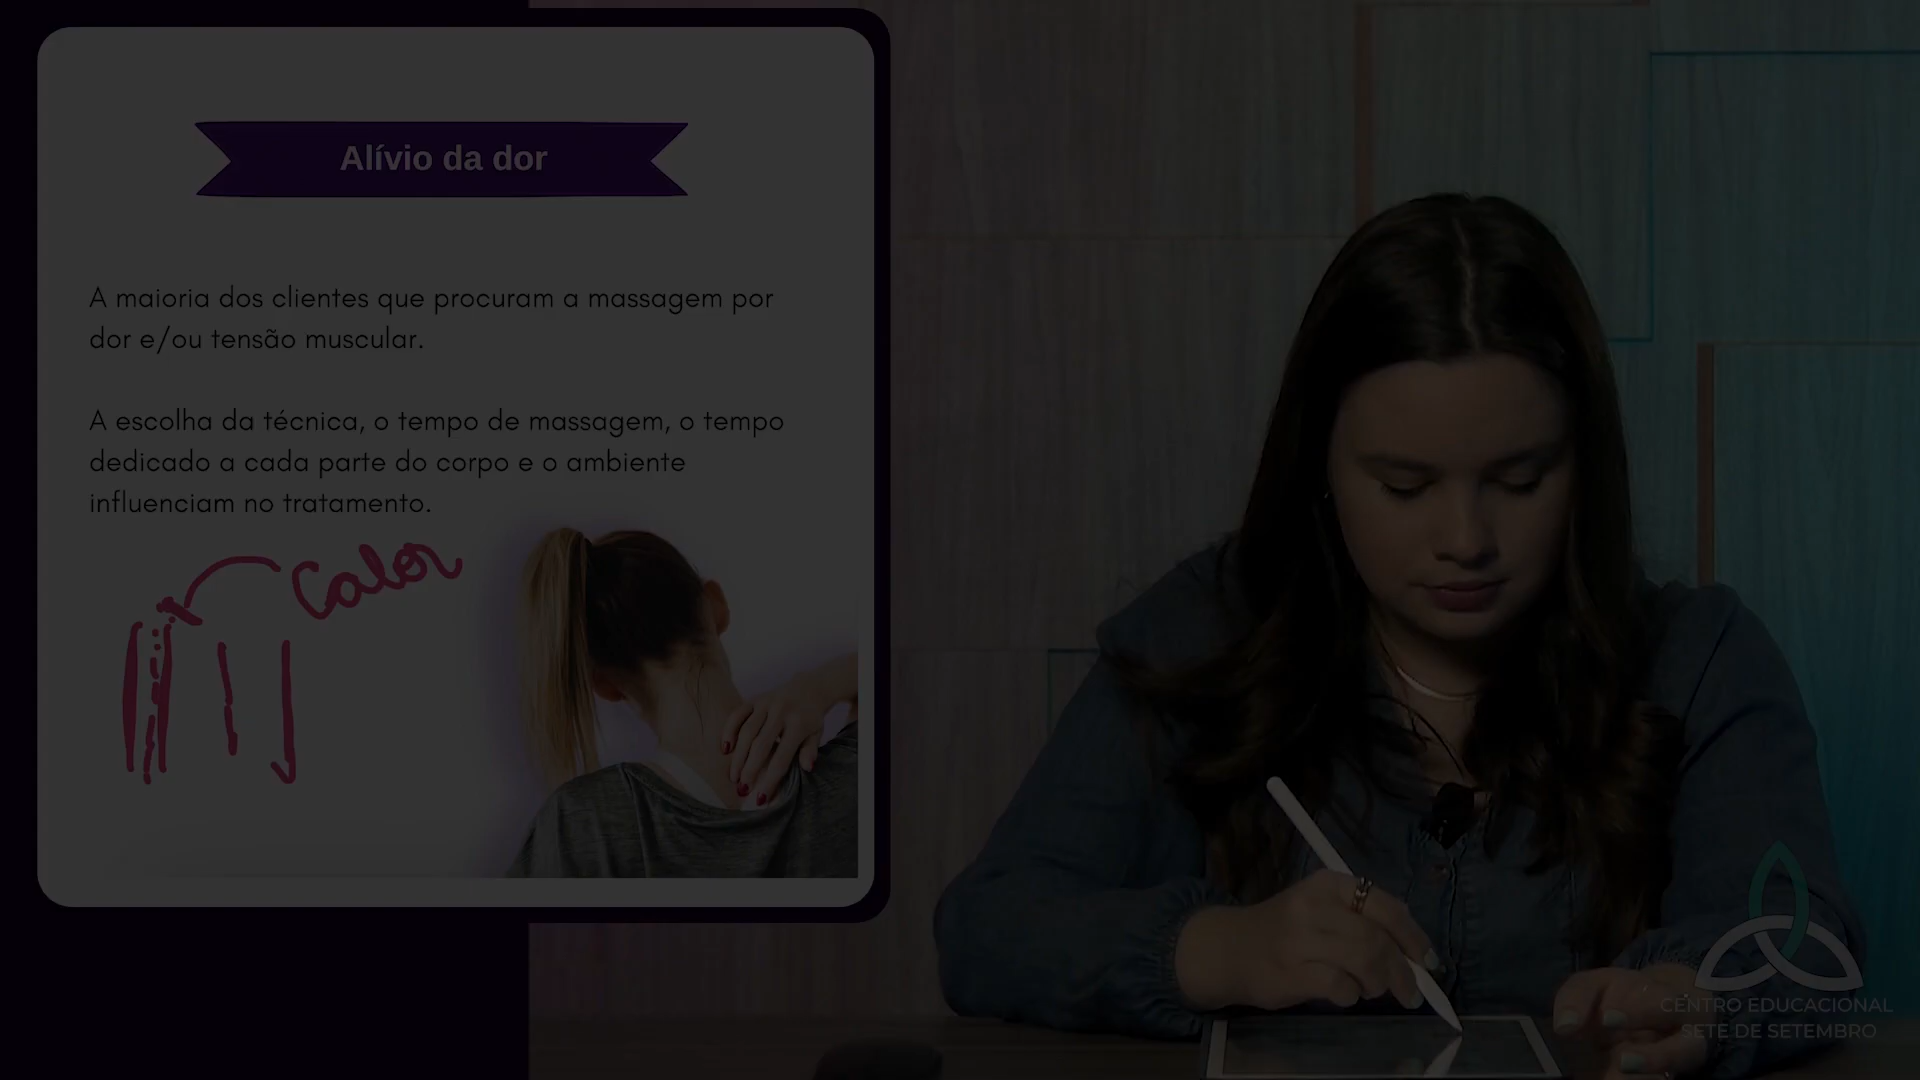 Alívio da dor
A maioria dos clientes que procuram a massagem por
dor e/ou tensão muscular.
A escolha da técnica, o tempo de massagem, o tempo
dedicado a cada parte do corpo e o ambiente
influenciam no tratamento.
Calor
CENTRO EDUCACIONAL
SETE DE SETEMBRO